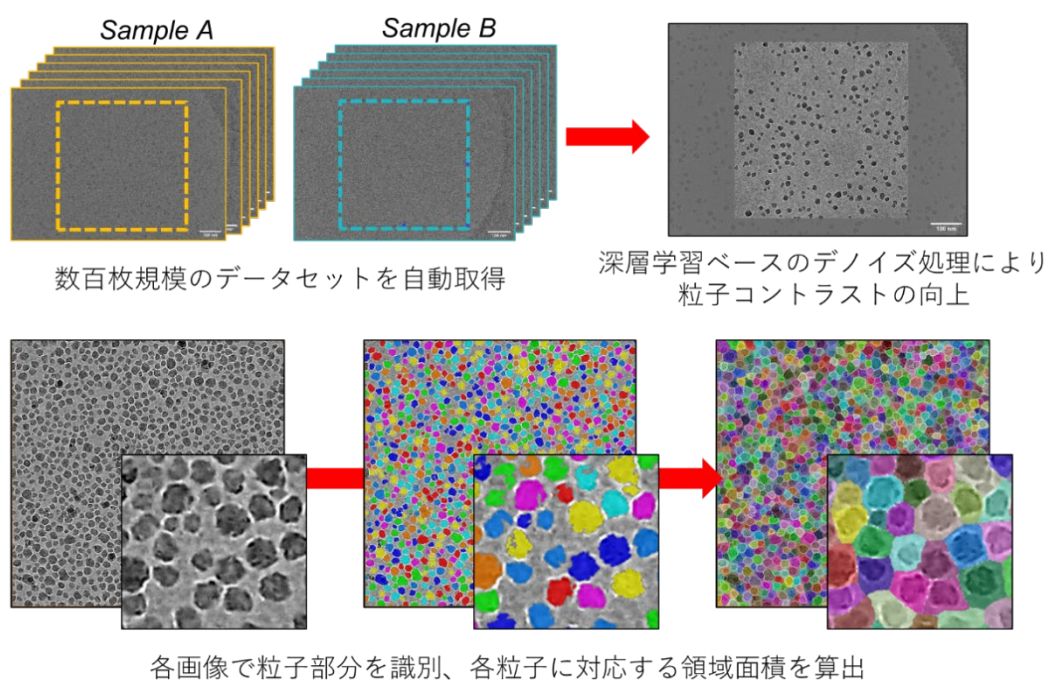 Sample A
Sample B
数百枚規模のデータセットを自動取得
100 nm
深層学習ベースのデノイズ処理により
粒子コントラストの向上
各画像で粒子部分を識別、各粒子に対応する領域面積を算出